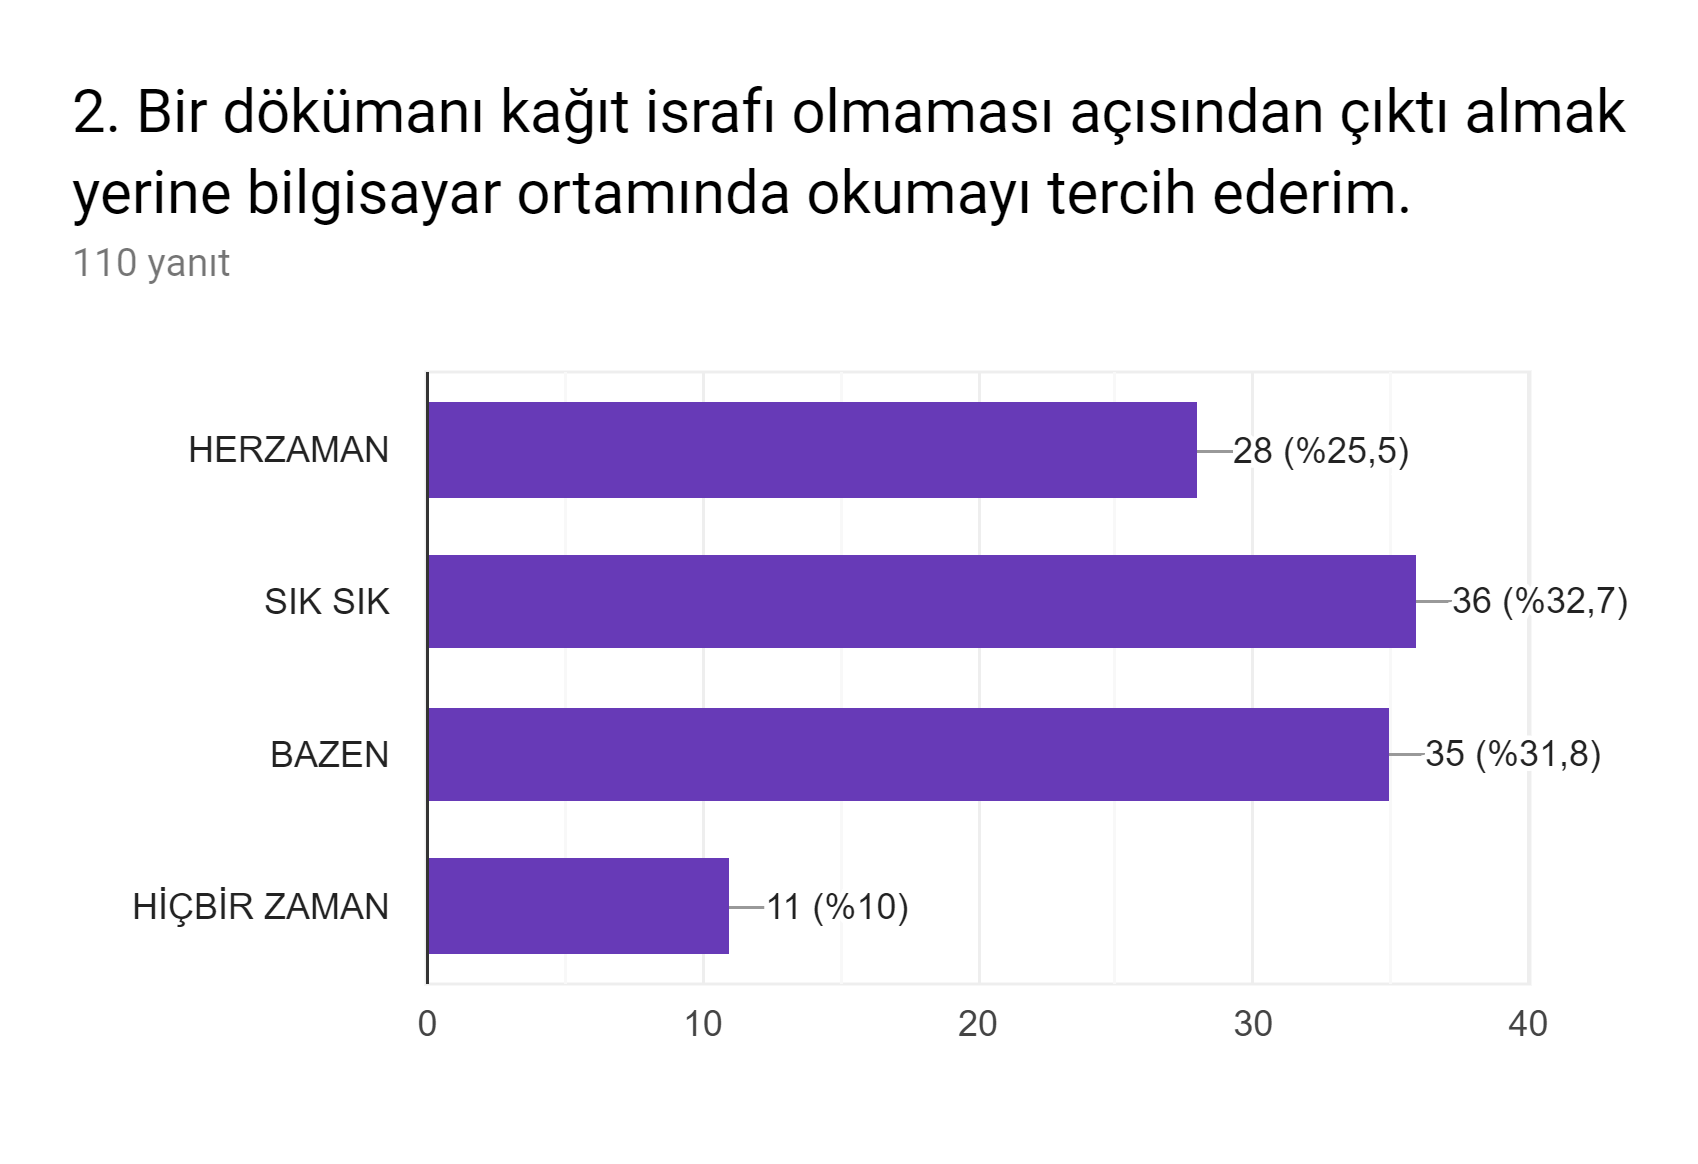 2. Bir dökümanı kağıt israfı olmaması açısından çıktı almak
yerine bilgisayar ortamında okumayı tercih ederim.
110 yanıt
HERZAMAN
28 (%25,5)
SIK SIK
36 (%32,7)
BAZEN
35 (%31,8)
HİÇBİR ZAMAN
11 (%10)
0 10 20 30 40